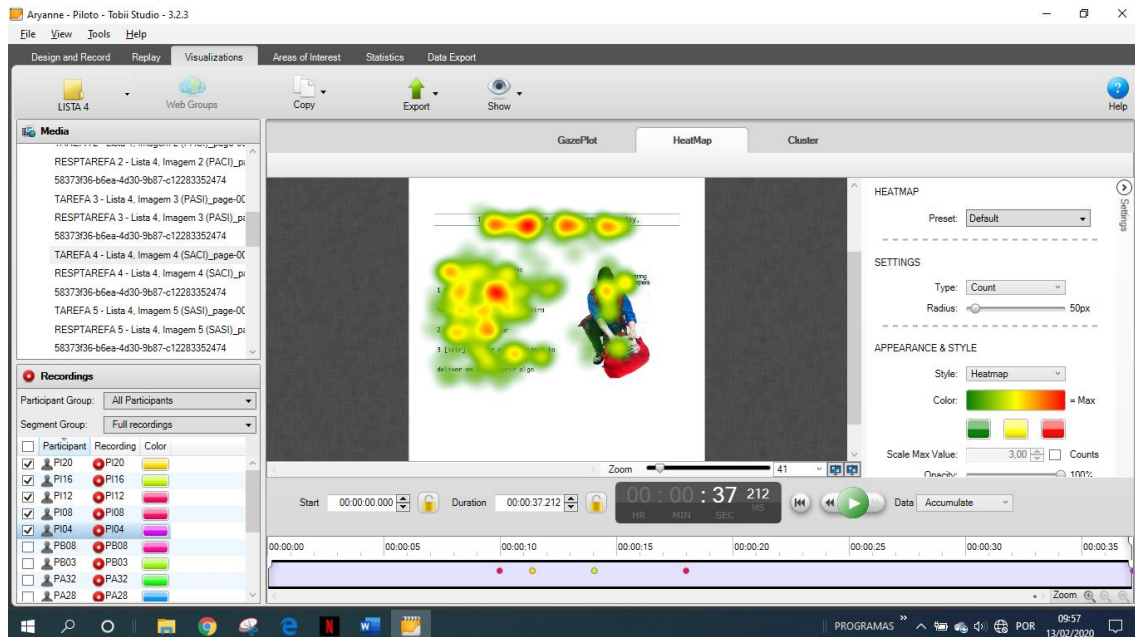 Aryanne - Piloto - Tobii Studio - 3.2.3
File View Tools Help
Design and Record Replay Visualizations Areas of Interest Statistics Data Export
LISTA 4 Web Groups Copy Export Show Help
Media
RESPTAREFA 2 - Lista 4, Imagem 2 (PACI)_pa
58373f36-b6ea-4d30-9b87-c12283352474
TAREFA 3 - Lista 4, Imagem 3 (PASI)_page-00
RESPTAREFA 3 - Lista 4, Imagem 3 (PASI)_pa
58373f36-b6ea-4d30-9b87-c12283352474
TAREFA 4 - Lista 4, Imagem 4 (SACI)_page-00
RESPTAREFA 4 - Lista 4, Imagem 4 (SACI)_pa
58373f36-b6ea-4d30-9b87-c12283352474
TAREFA 5 - Lista 4, Imagem 5 (SASI)_page-00
RESPTAREFA 5 - Lista 4, Imagem 5 (SASI)_pa
58373f36-b6ea-4d30-9b87-c12283352474
Recordings
Participant Group: All Participants
Segment Group: Full recordings
Participant Recording Color
PI20 PI20
PI16 PI16
PI12 PI12
PI08 PI08
PI04 PI04
PB08 PB08
PB03 PB03
PA32 PA32
PA28 PA28
GazePlot HeatMap Cluster
1
2
3
deliver
algo
HEATMAP
Preset: Default
SETTINGS
Type: Count
Radius: 50px
APPEARANCE & STYLE
Style: Heatmap
Color: = Max
Scale Max Value: 3,00 Counts
Opacity: 100%
Settings
Zoom 41
Start 00:00:00.000 Duration 00:00:37.212 00 : 00 : 37 212 Data Accumulate
HR MIN SEC MS
00:00:00 00:00:05 00:00:10 00:00:15 00:00:20 00:00:25 00:00:30 00:00:35
Zoom
PROGRAMAS POR 09:57
13/02/2020